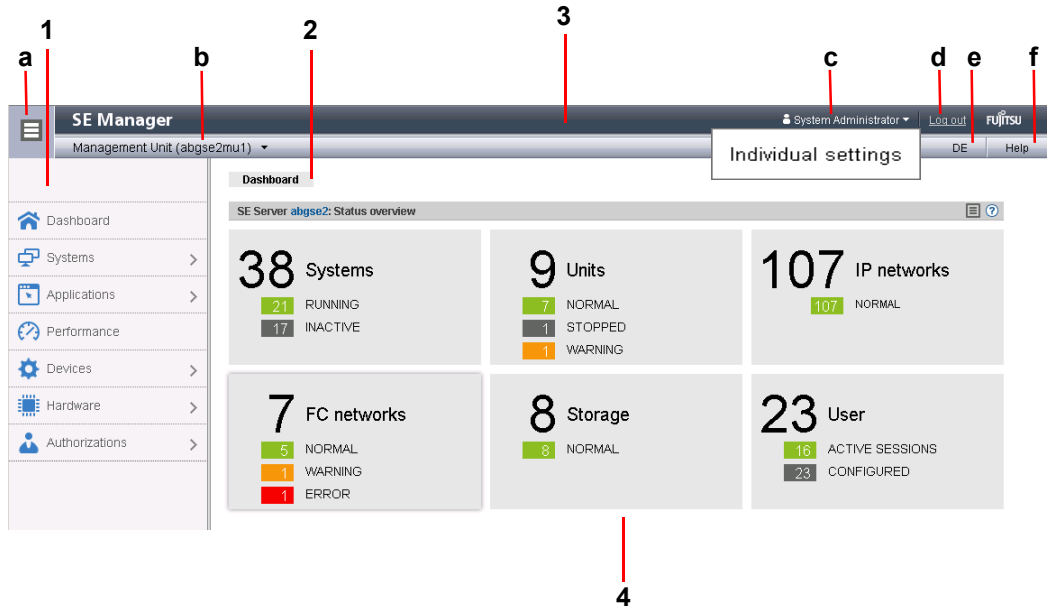 3
1
2
a
b
c
d
e
f
SE Manager
System Administrator
Log out
FUJITSU
Management Unit (abgse2mu1)
Individual settings
DE
Help
Dashboard
SE Server abgse2: Status overview
?
Dashboard
Systems
Applications
Performance
Devices
Hardware
Authorizations
38 Systems
21 RUNNING
17 INACTIVE
9 Units
7 NORMAL
1 STOPPED
1 WARNING
107 IP networks
107 NORMAL
7 FC networks
5 NORMAL
1 WARNING
1 ERROR
8 Storage
8 NORMAL
23 User
16 ACTIVE SESSIONS
23 CONFIGURED
4